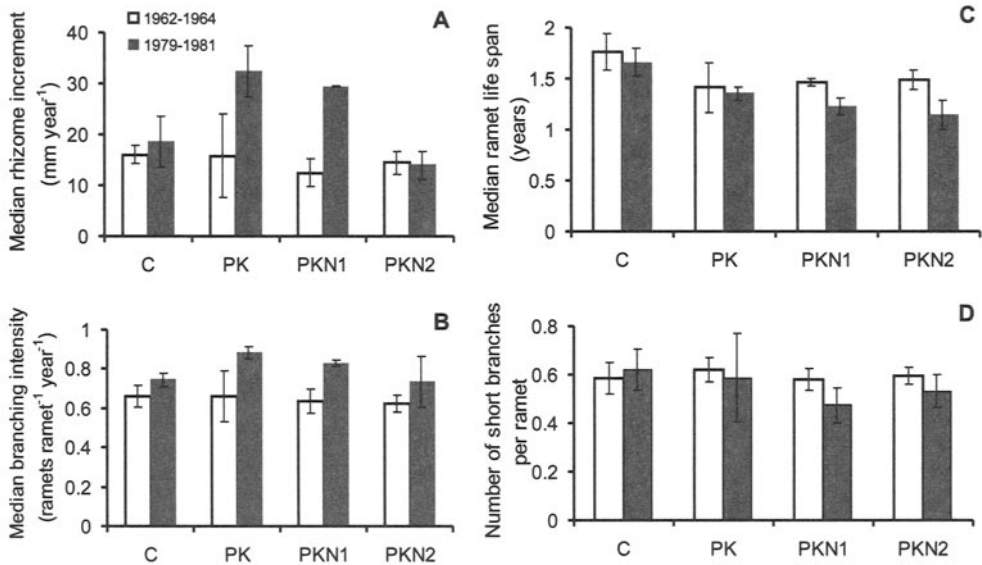 A
1962-1964
1979-1981
Median rhizome increment
(mm year-1)
40
30
20
10
0
C PK PKN1 PKN2
C
Median ramet life span
(years)
2
1.5
1
0.5
0
C PK PKN1 PKN2
B
Median branching intensity
(ramets ramet-1 year-1)
1
0.8
0.6
0.4
0.2
0
C PK PKN1 PKN2
D
Number of short branches
per ramet
0.8
0.6
0.4
0.2
0
C PK PKN1 PKN2